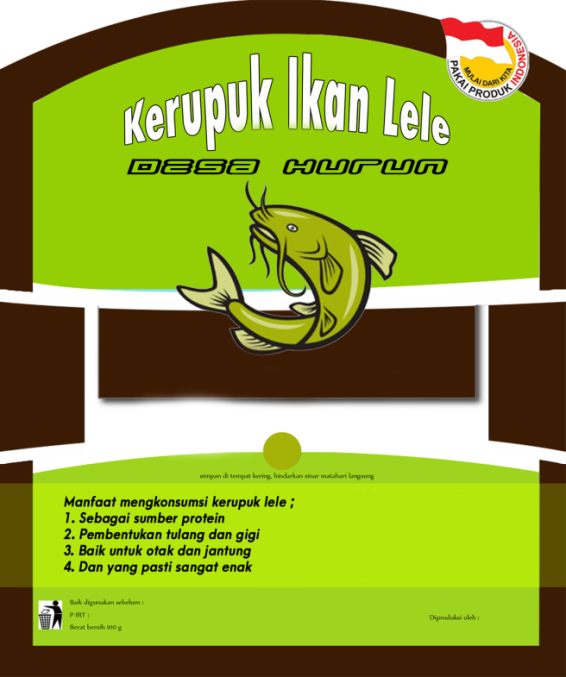 Kerupuk Ikan Lele
DESA HURUN
MULAI DARI KITA
PAKAI PRODUK INDONESIA
simpan di tempat kering, hindarkan sinar matahari langsung
Manfaat mengkonsumsi kerupuk lele ;
1. Sebagai sumber protein
2. Pembentukan tulang dan gigi
3. Baik untuk otak dan jantung
4. Dan yang pasti sangat enak
Baik digunakan sebelum :
P-IRT :
Berat bersih 100 g
Diproduksi oleh :